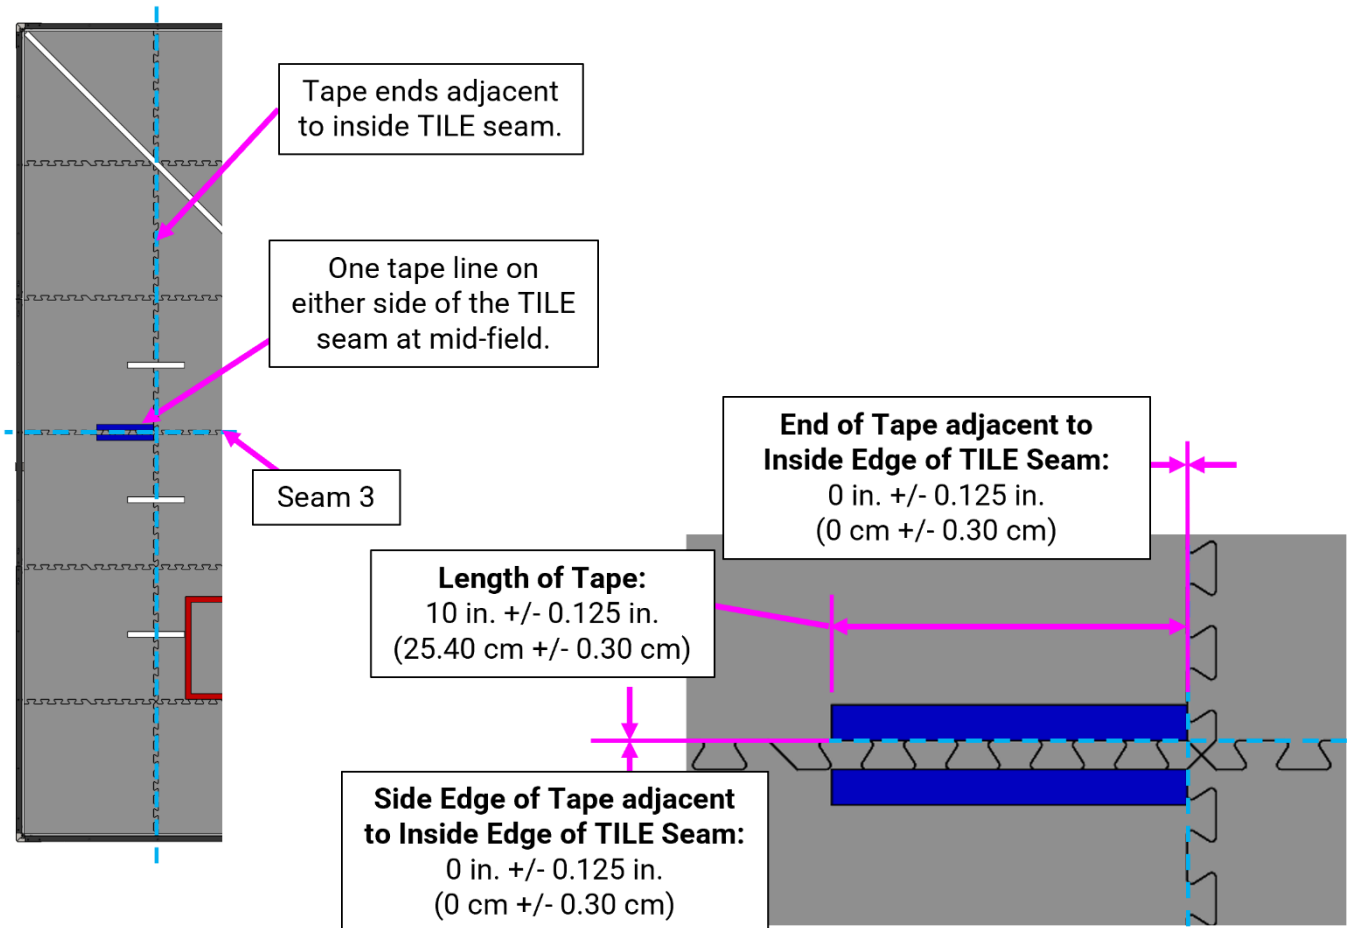 Tape ends adjacent
to inside TILE seam.
One tape line on
either side of the TILE
seam at mid-field.
Seam 3
End of Tape adjacent to
Inside Edge of TILE Seam:
0 in. +/- 0.125 in.
(0 cm +/- 0.30 cm)
Length of Tape:
10 in. +/- 0.125 in.
(25.40 cm +/- 0.30 cm)
Side Edge of Tape adjacent
to Inside Edge of TILE Seam:
0 in. +/- 0.125 in.
(0 cm +/- 0.30 cm)